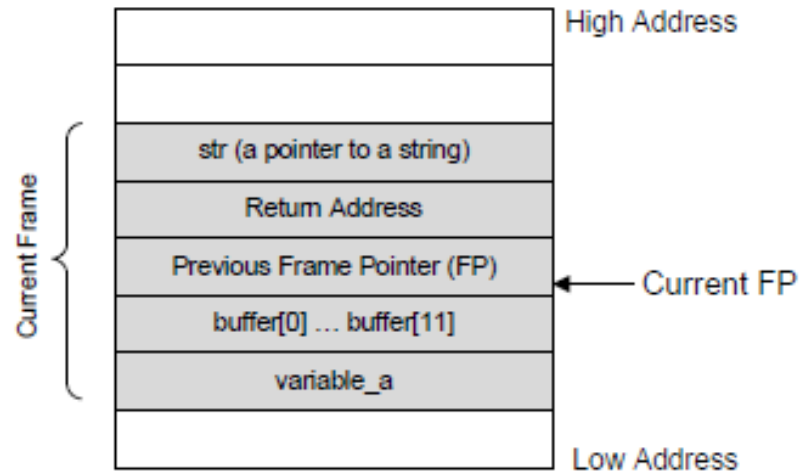 High Address
Current Frame
str (a pointer to a string)
Return Address
Previous Frame Pointer (FP)
Current FP
buffer[0] ... buffer[11]
variable_a
Low Address